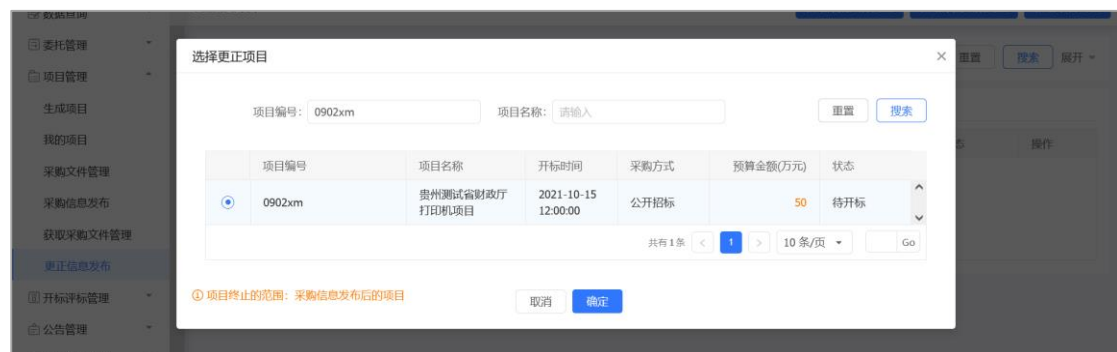 数据查询
委托管理
项目管理
生成项目
我的项目
采购文件管理
采购信息发布
获取采购文件管理
更正信息发布
开标评标管理
公告管理
重置 搜索 展开
操作
选择更正项目
项目编号: 0902xm 项目名称: 请输入 重置 搜索
项目编号 项目名称 开标时间 采购方式 预算金额(万元) 状态
0902xm 贵州测试省财政厅打印机项目 2021-10-15 12:00:00 公开招标 50 待开标
共有1条 < 1 > 10 条/页 Go
项目终止的范围：采购信息发布后的项目
取消 确定